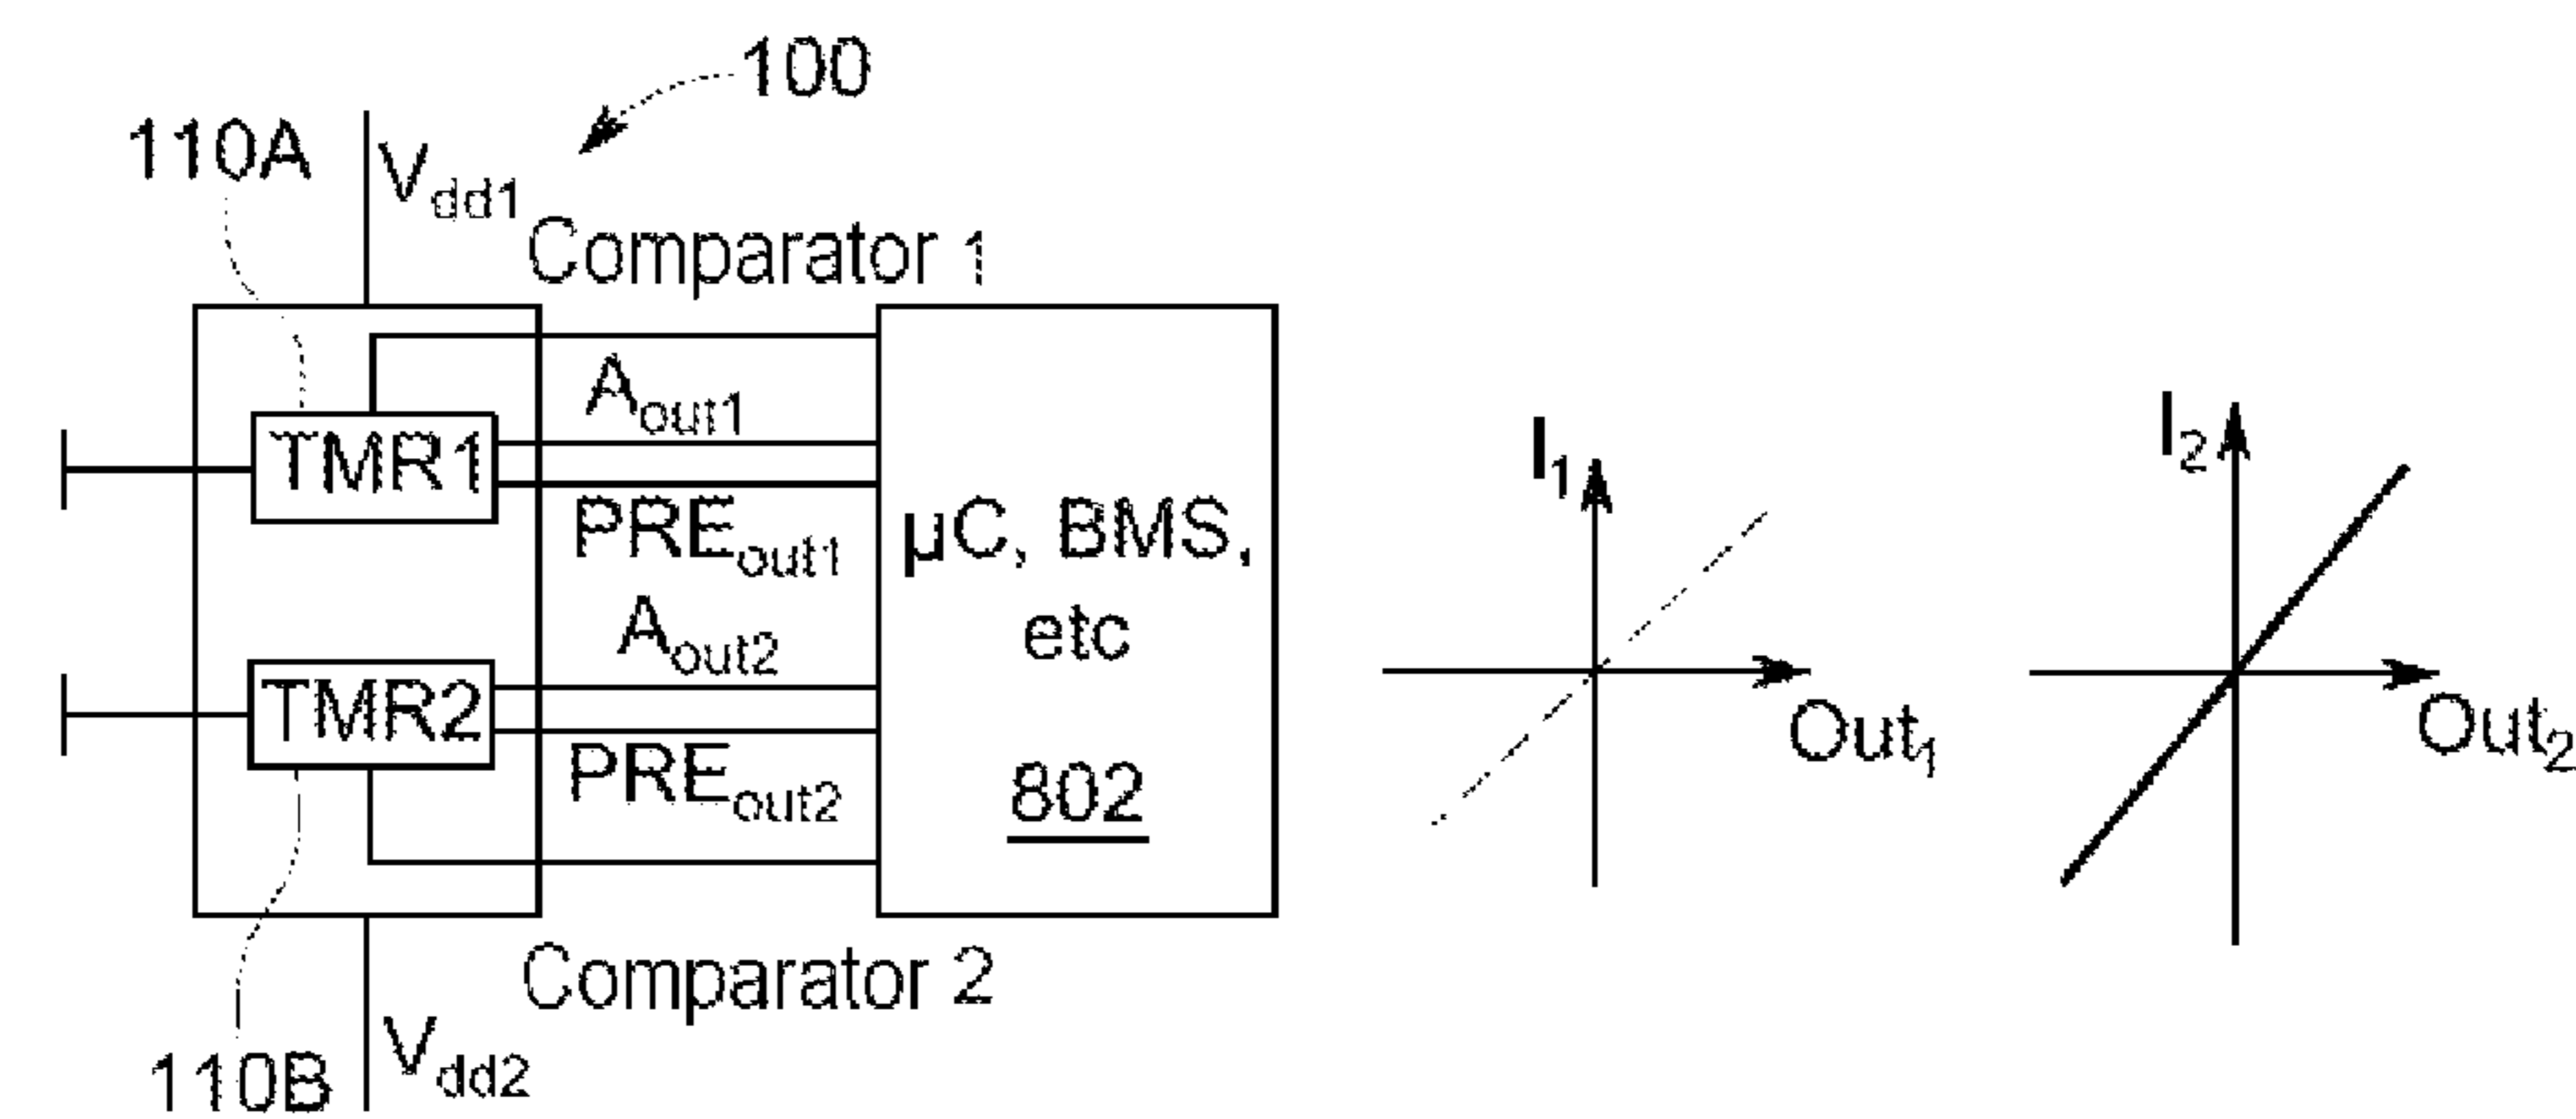 100
110A
Vdd1
Comparator 1
Aout1
TMR1
PREout1
µC, BMS,
etc
802
Aout2
TMR2
PREout2
Comparator 2
110B
Vdd2
I1
Out1
I2
Out2